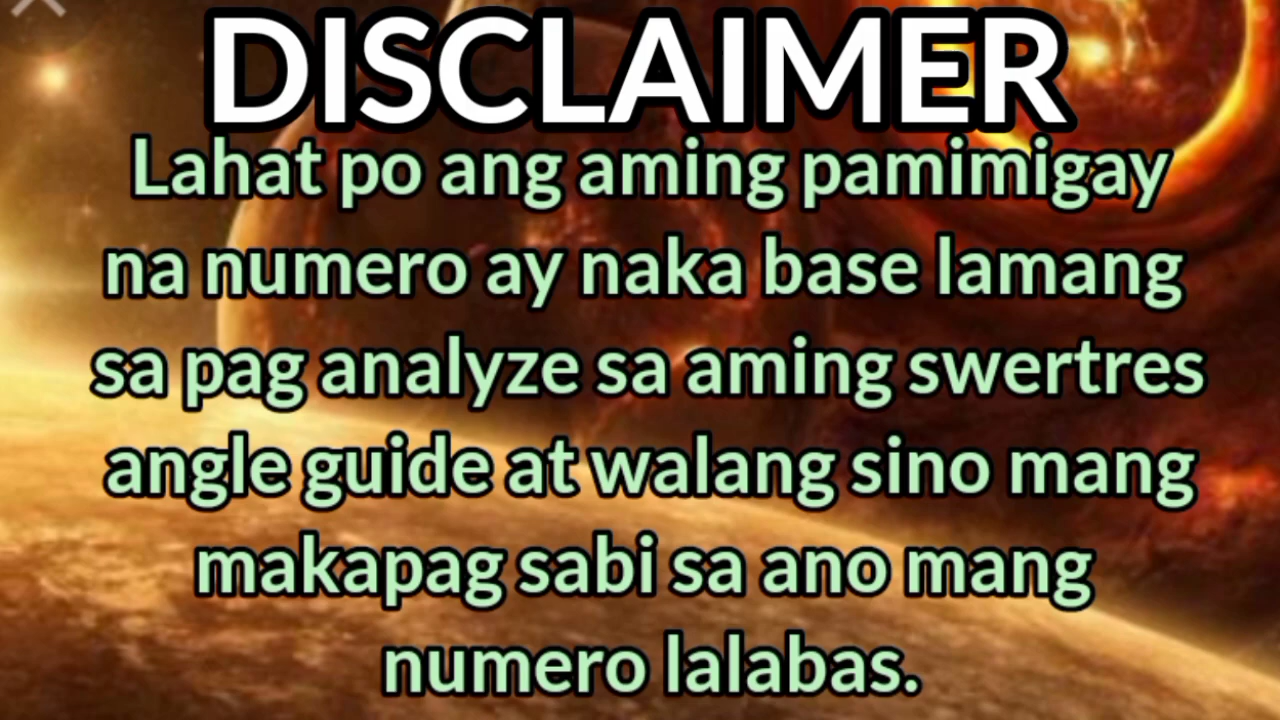 DISCLAIMER
Lahat po ang aming pamimigay
na numero ay naka base lamang
sa pag analyze sa aming swertres
angle guide at walang sino mang
makapag sabi sa ano mang
numero lalabas.